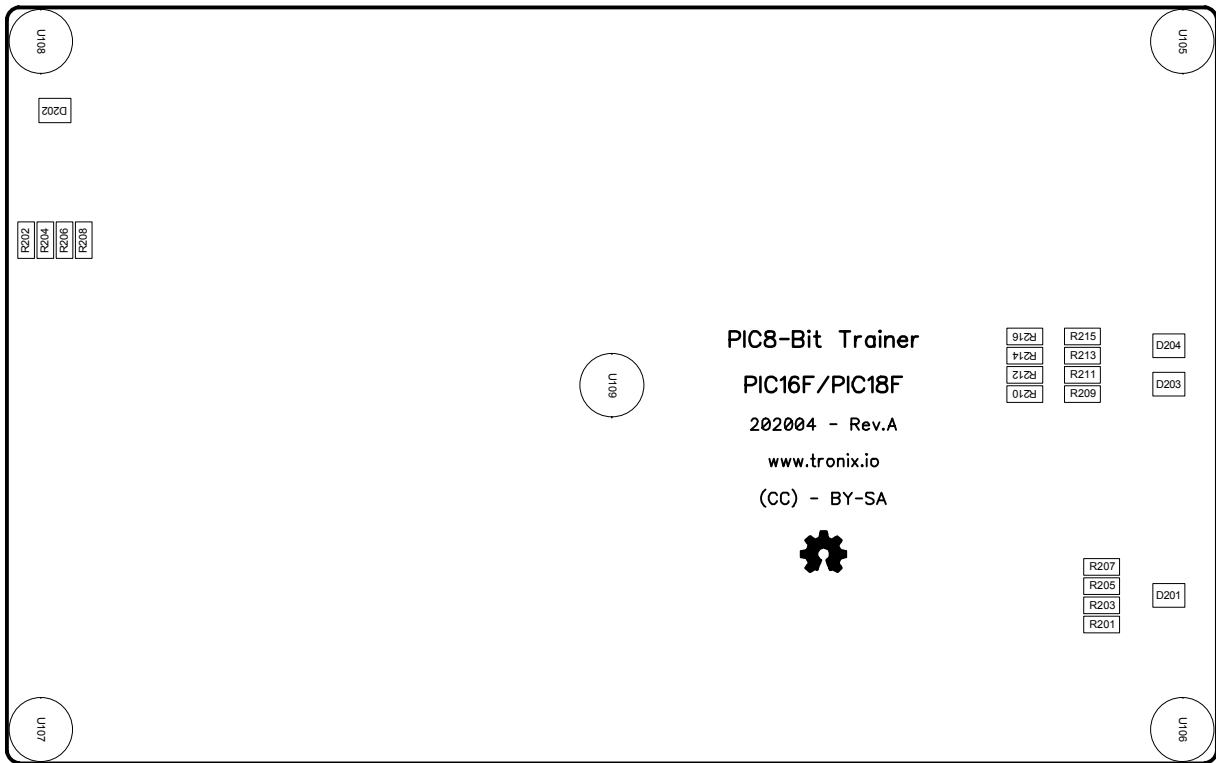 U108
U105
D202
R202
R204
R206
R208
PIC8-Bit Trainer
PIC16F/PIC18F
202004 - Rev.A
www.tronix.io
(CC) - BY-SA
U109
R216
R214
R212
R210
R215
R213
R211
R209
D204
D203
R207
R205
R203
R201
D201
U107
U106